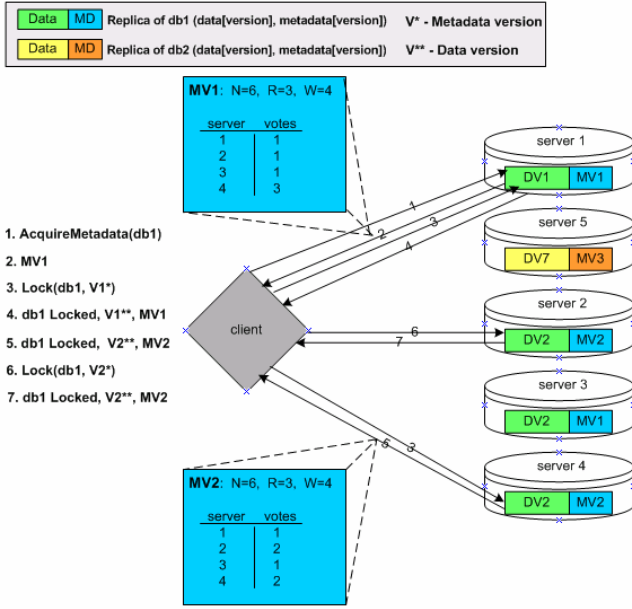 Data MD Replica of db1 (data[version], metadata[version]) V* - Metadata version
Data MD Replica of db2 (data[version], metadata[version]) V** - Data version
MV1: N=6, R=3, W=4
server votes
1 1
2 1
3 1
4 3
server 1
DV1 MV1
server 5
DV7 MV3
server 2
DV2 MV2
server 3
DV2 MV1
server 4
DV2 MV2
1. AcquireMetadata(db1)
2. MV1
3. Lock(db1, V1*)
4. db1 Locked, V1**, MV1
5. db1 Locked, V2**, MV2
6. Lock(db1, V2*)
7. db1 Locked, V2**, MV2
client
1
3
2
4
6
7
3
5
MV2: N=6, R=3, W=4
server votes
1 1
2 2
3 1
4 2